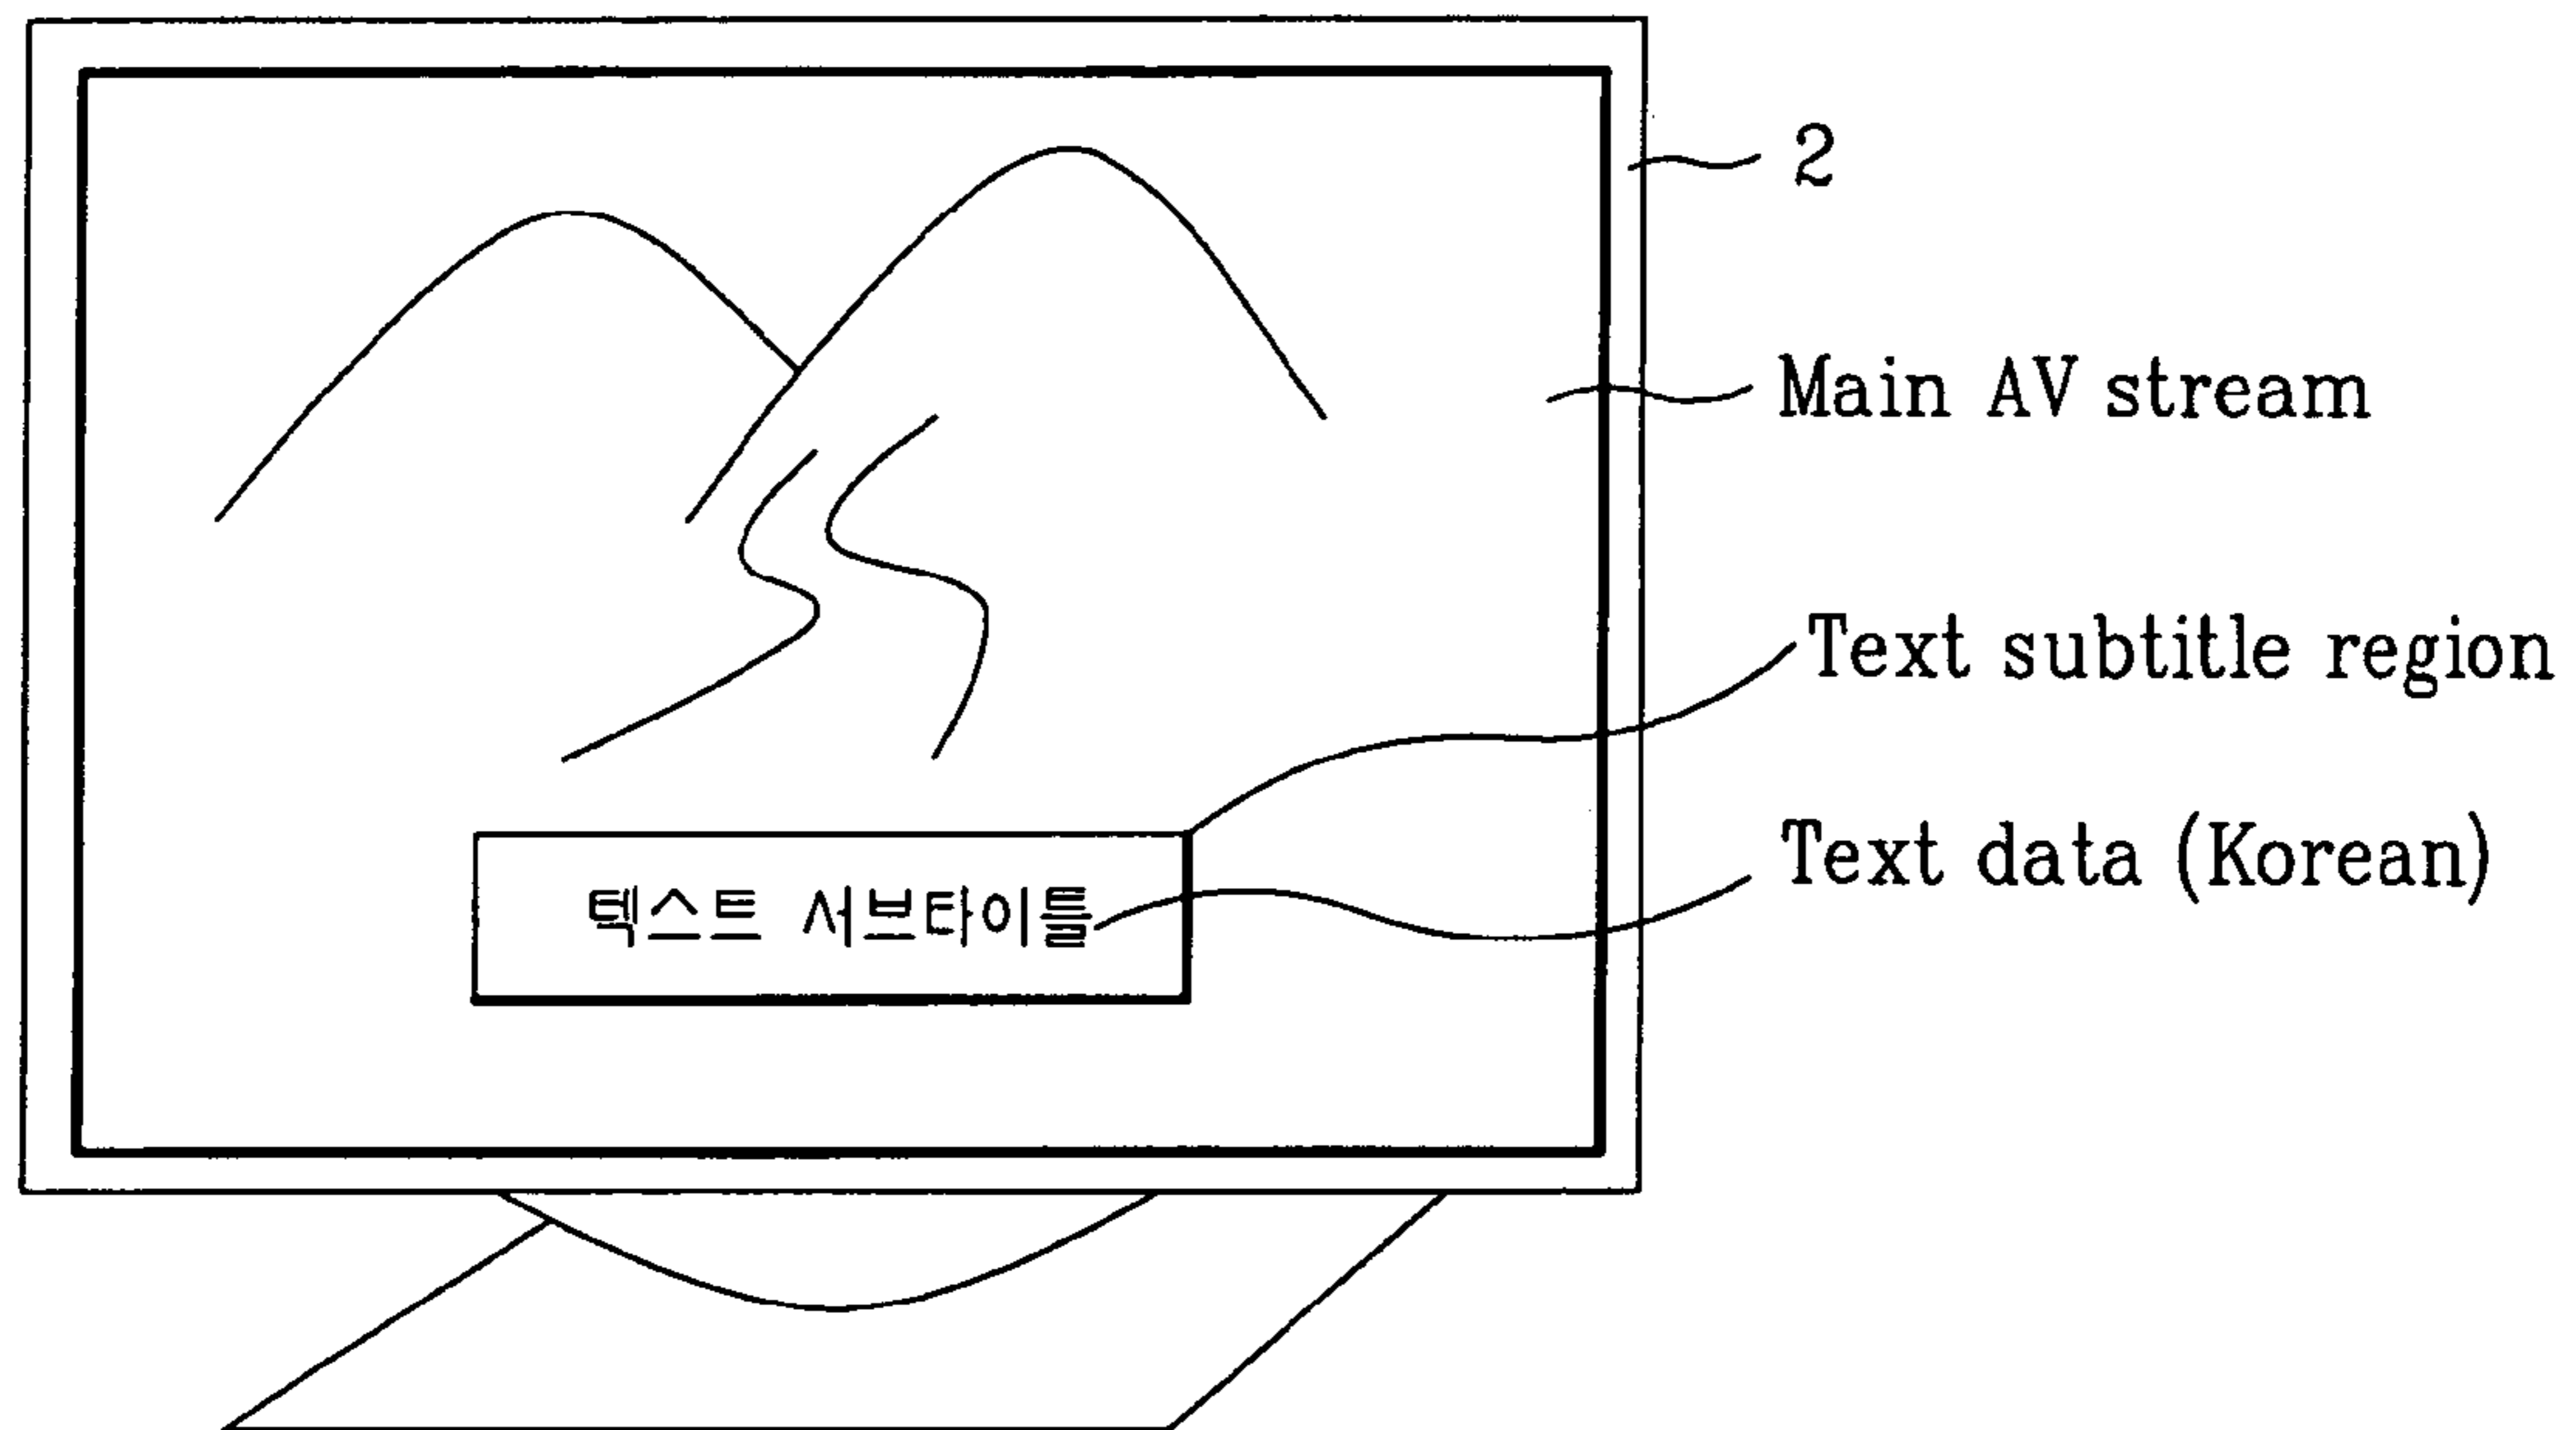 2
Main AV stream
Text subtitle region
Text data (Korean)
텍스트 서브타이틀